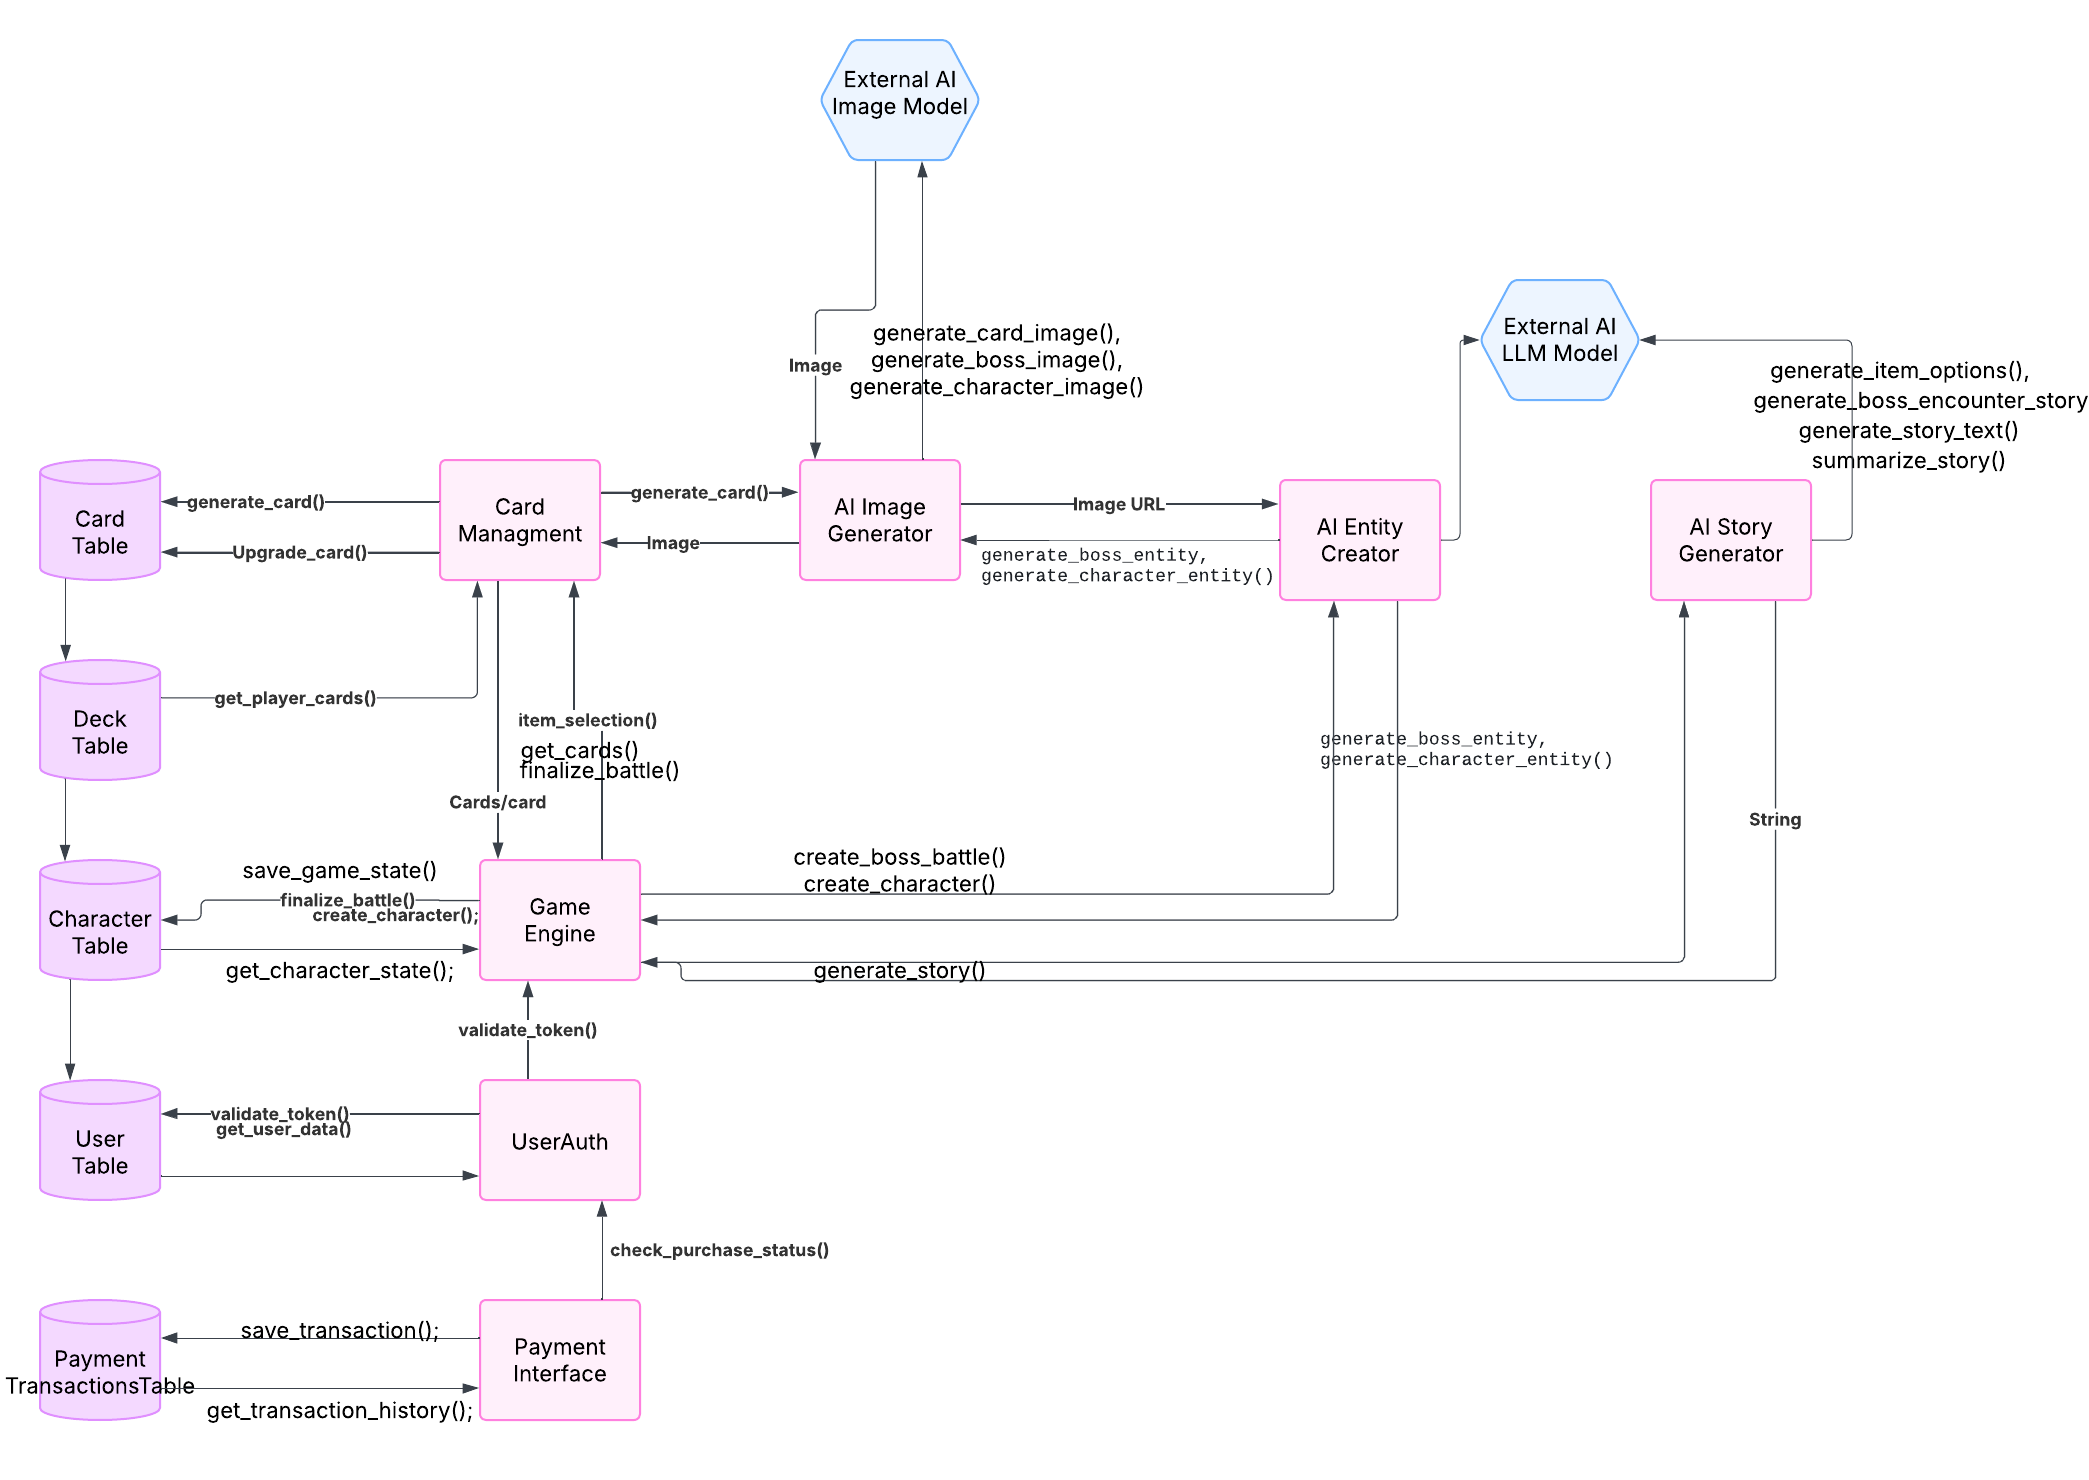 External AI
Image Model
External AI
LLM Model
generate_card_image(),
generate_boss_image(),
generate_character_image()
Image
generate_item_options(),
generate_boss_encounter_story
generate_story_text()
summarize_story()
Card
Table
generate_card()
Upgrade_card()
Card
Managment
generate_card()
Image
AI Image
Generator
Image URL
generate_boss_entity,
generate_character_entity()
AI Entity
Creator
AI Story
Generator
Deck
Table
get_player_cards()
item_selection()
get_cards()
finalize_battle()
Cards/card
generate_boss_entity,
generate_character_entity()
String
Character
Table
save_game_state()
finalize_battle()
create_character();
get_character_state();
Game
Engine
create_boss_battle()
create_character()
generate_story()
validate_token()
User
Table
validate_token()
get_user_data()
UserAuth
check_purchase_status()
Payment
TransactionsTable
save_transaction();
get_transaction_history();
Payment
Interface